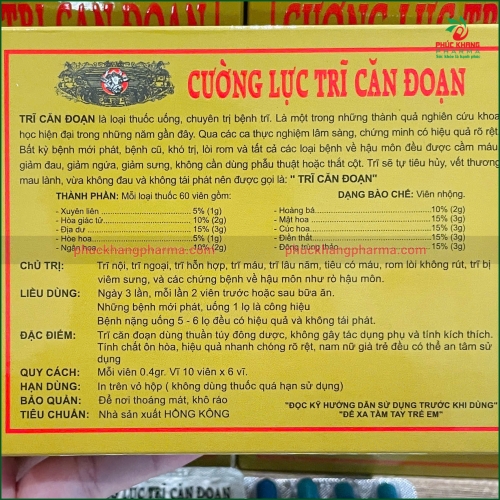 TRĨ CĂN ĐOẠN
CƯỜNG LỰC TRĨ
PHÚC KHANG
CƯỜNG LỰC TRĨ CĂN ĐOẠN
TRĨ CĂN ĐOẠN là loại thuốc uống, chuyên trị bệnh trĩ. Là một trong những thành quả nghiên cứu khoa
học hiện đại trong những năm gần đây. Qua các ca thực nghiệm lâm sàng, chứng minh có hiệu quả rõ rệt.
Bất kỳ bệnh mới phát, bệnh cũ, khó trị, lòi rom và tất cả các loại bệnh về hậu môn đều được cầm máu,
giảm đau, giảm ngứa, giảm sưng, không cần dùng phẫu thuật hoặc thắt cột. Trĩ sẽ tự tiêu hủy, vết thương
mau lành, vừa không đau và không tái phát nên được gọi là: " TRĨ CĂN ĐOẠN"
THÀNH PHẦN: Mỗi loại thuốc 60 viên gồm:
DẠNG BÀO CHẾ: Viên nhộng.
- Xuyên liên 5% (1g)
- Hoàng bá 10% (2g)
- Hòa giác tử 10% (2g)
- Mật hoa 15% (3g)
- Địa dư 15% (3g)
- Cúc hoa 15% (3g)
- Hòe hoa 5% (1g)
- Điền thất 15% (3g)
- Ngân hoa 10% (2g)
- Đông trùng thảo 15% (3g)
phuckhangpharma.com phuckhangpharma.com
CHỦ TRỊ: Trĩ nội, trĩ ngoại, trĩ hỗn hợp, trĩ máu, trĩ lâu năm, tiêu có máu, rom lòi không rút, trĩ bị
viêm sưng, và các chứng bệnh về hậu môn như rò hậu môn.
LIỀU DÙNG: Ngày 3 lần, mỗi lần 2 viên trước hoặc sau bữa ăn.
Những bệnh mới phát, uống 1 lọ là công hiệu
Bệnh nặng uống 5 - 6 lọ đều có hiệu quả và không tái phát.
ĐẶC ĐIỂM: Trĩ căn đoạn dùng thuần túy đông dược, không gây tác dụng phụ và tính kích thích.
Tính chất ôn hòa, hiệu quả nhanh chóng rõ rệt, nam nữ giá trẻ đều có thể an tâm sử
dụng
QUY CÁCH: Mỗi viên 0.4gr. Vĩ 10 viên x 6 vĩ.
HẠN DÙNG: In trên vỏ hộp ( không dùng thuốc quá hạn sử dụng)
BẢO QUẢN: Để nơi thoáng mát, khô ráo
TIÊU CHUẨN: Nhà sản xuất HỒNG KÔNG
"ĐỌC KỸ HƯỚNG DẪN SỬ DỤNG TRƯỚC KHI DÙNG"
"ĐỂ XA TẦM TAY TRẺ EM"
CƯỜNG LỰC TRĨ CĂN ĐOẠN